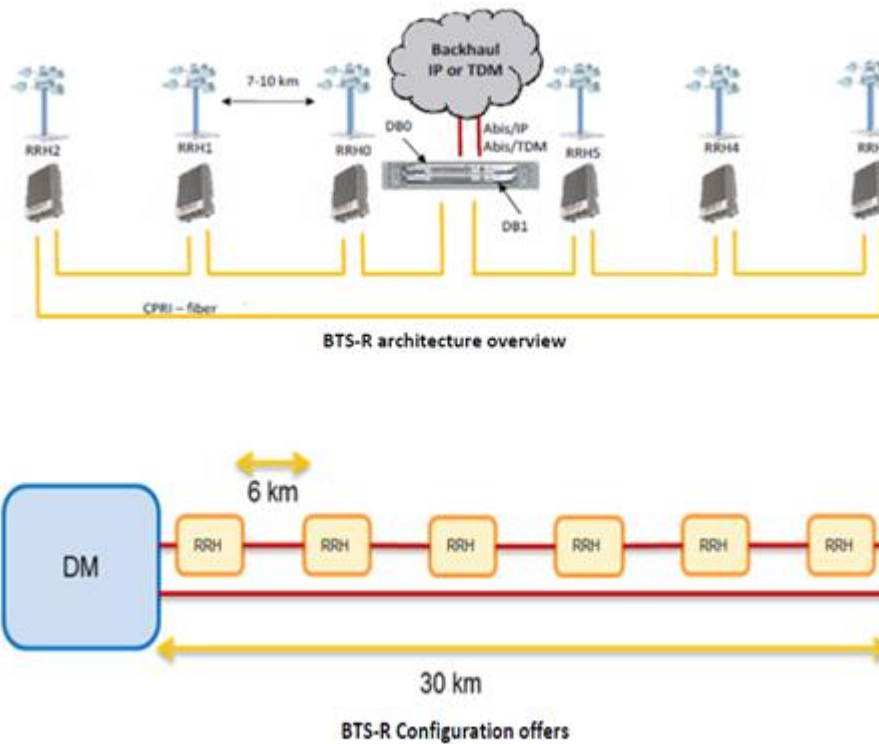 Backhaul
IP or TDM
7-10 km
DB0
Abis/IP
Abis/TDM
RRH2
RRH1
RRH0
RRH5
RRH4
RRH
DB1
CPRI – fiber
BTS-R architecture overview
6 km
DM
RRH
RRH
RRH
RRH
RRH
RRH
30 km
BTS-R Configuration offers